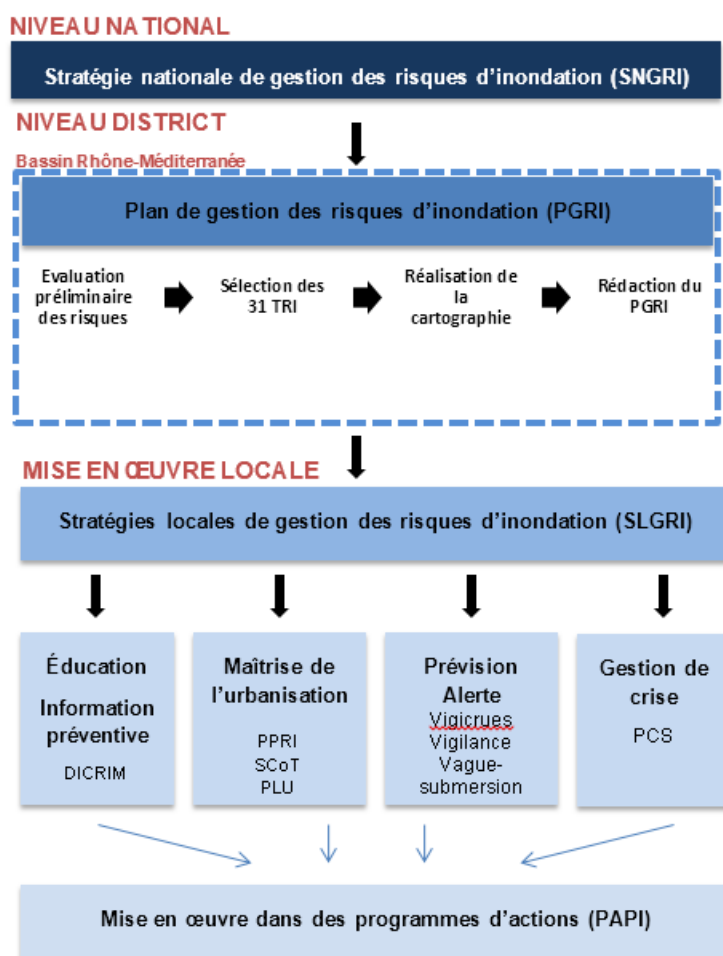 NIVEAU NATIONAL
Stratégie nationale de gestion des risques d'inondation (SNGRI)
NIVEAU DISTRICT
Bassin Rhône-Méditerranée
Plan de gestion des risques d'inondation (PGRI)
Evaluation
préliminaire
des risques
Sélection des
31 TRI
Réalisation de
la
cartographie
Rédaction du
PGRI
MISE EN ŒUVRE LOCALE
Stratégies locales de gestion des risques d'inondation (SLGRI)
Éducation
Information
préventive
DICRIM
Maîtrise de
l'urbanisation
PPRI
SCoT
PLU
Prévision
Alerte
Vigicrues
Vigilance
Vague-
submersion
Gestion de
crise
PCS
Mise en œuvre dans des programmes d'actions (PAPI)